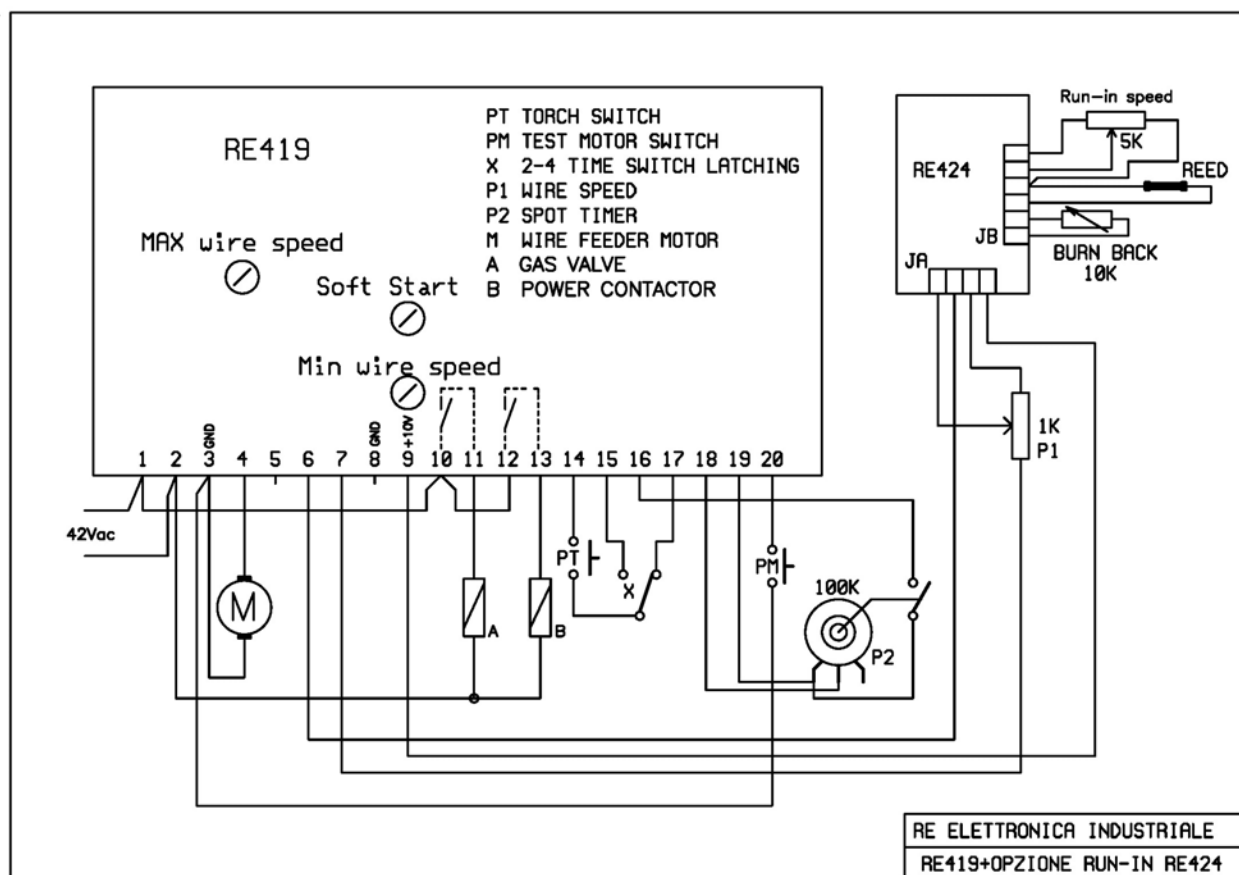 RE419
PT TORCH SWITCH
PM TEST MOTOR SWITCH
X 2-4 TIME SWITCH LATCHING
P1 WIRE SPEED
P2 SPOT TIMER
M WIRE FEEDER MOTOR
A GAS VALVE
B POWER CONTACTOR
MAX wire speed
Soft Start
Min wire speed
GND
GND
+10V
1 2 3 4 5 6 7 8 9 10 11 12 13 14 15 16 17 18 19 20
42Vac
M
A
B
PT
X
PM
100K
P2
Run-in speed
5K
RE424
REED
JB
BURN BACK
10K
JA
1K
P1
RE ELETTRONICA INDUSTRIALE
RE419+OPZIONE RUN-IN RE424